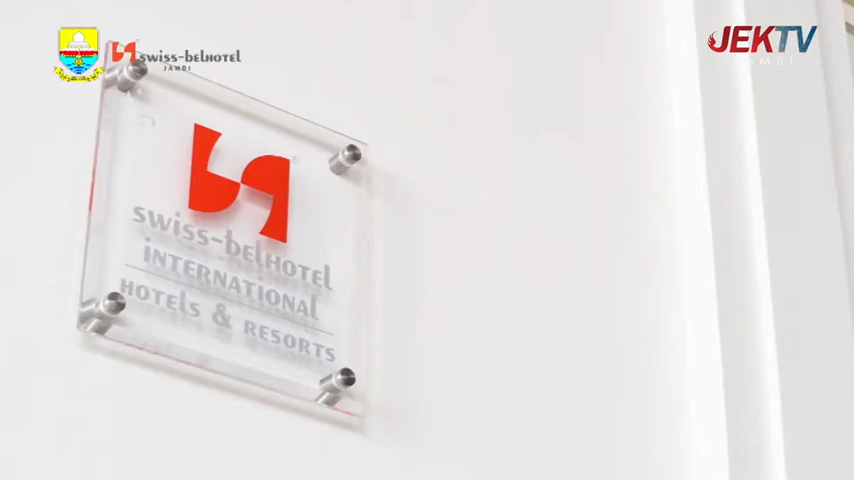 swiss-belHOTEL
JAMBI
JEKTV
JAMBI
swiss-belHOTEL
INTERNATIONAL
HOTELS & RESORTS